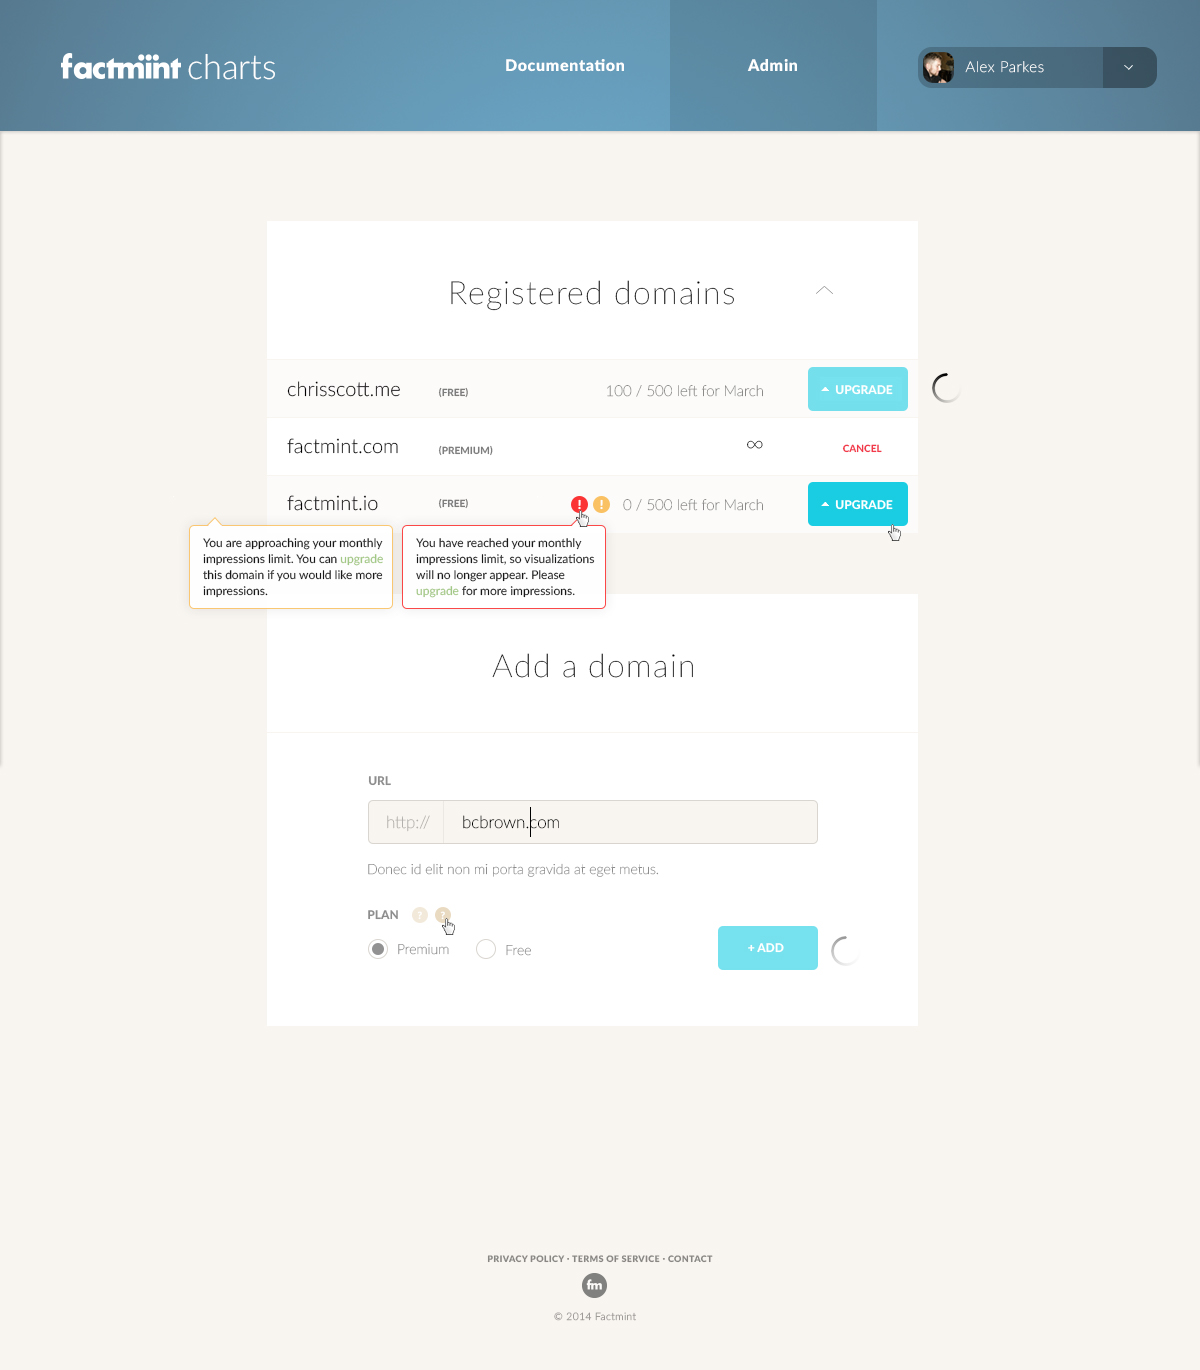 factmint charts
Documentation
Admin
Alex Parkes
Registered domains
chrisscott.me (FREE) 100 / 500 left for March UPGRADE
factmint.com (PREMIUM) ∞ CANCEL
factmint.io (FREE) ! ! 0 / 500 left for March UPGRADE
You are approaching your monthly
impressions limit. You can upgrade
this domain if you would like more
impressions.
You have reached your monthly
impressions limit, so visualizations
will no longer appear. Please
upgrade for more impressions.
Add a domain
URL
http:// bcbrown.com
Donec id elit non mi porta gravida at eget metus.
PLAN ? ?
Premium Free
+ ADD
PRIVACY POLICY · TERMS OF SERVICE · CONTACT
fm
© 2014 Factmint